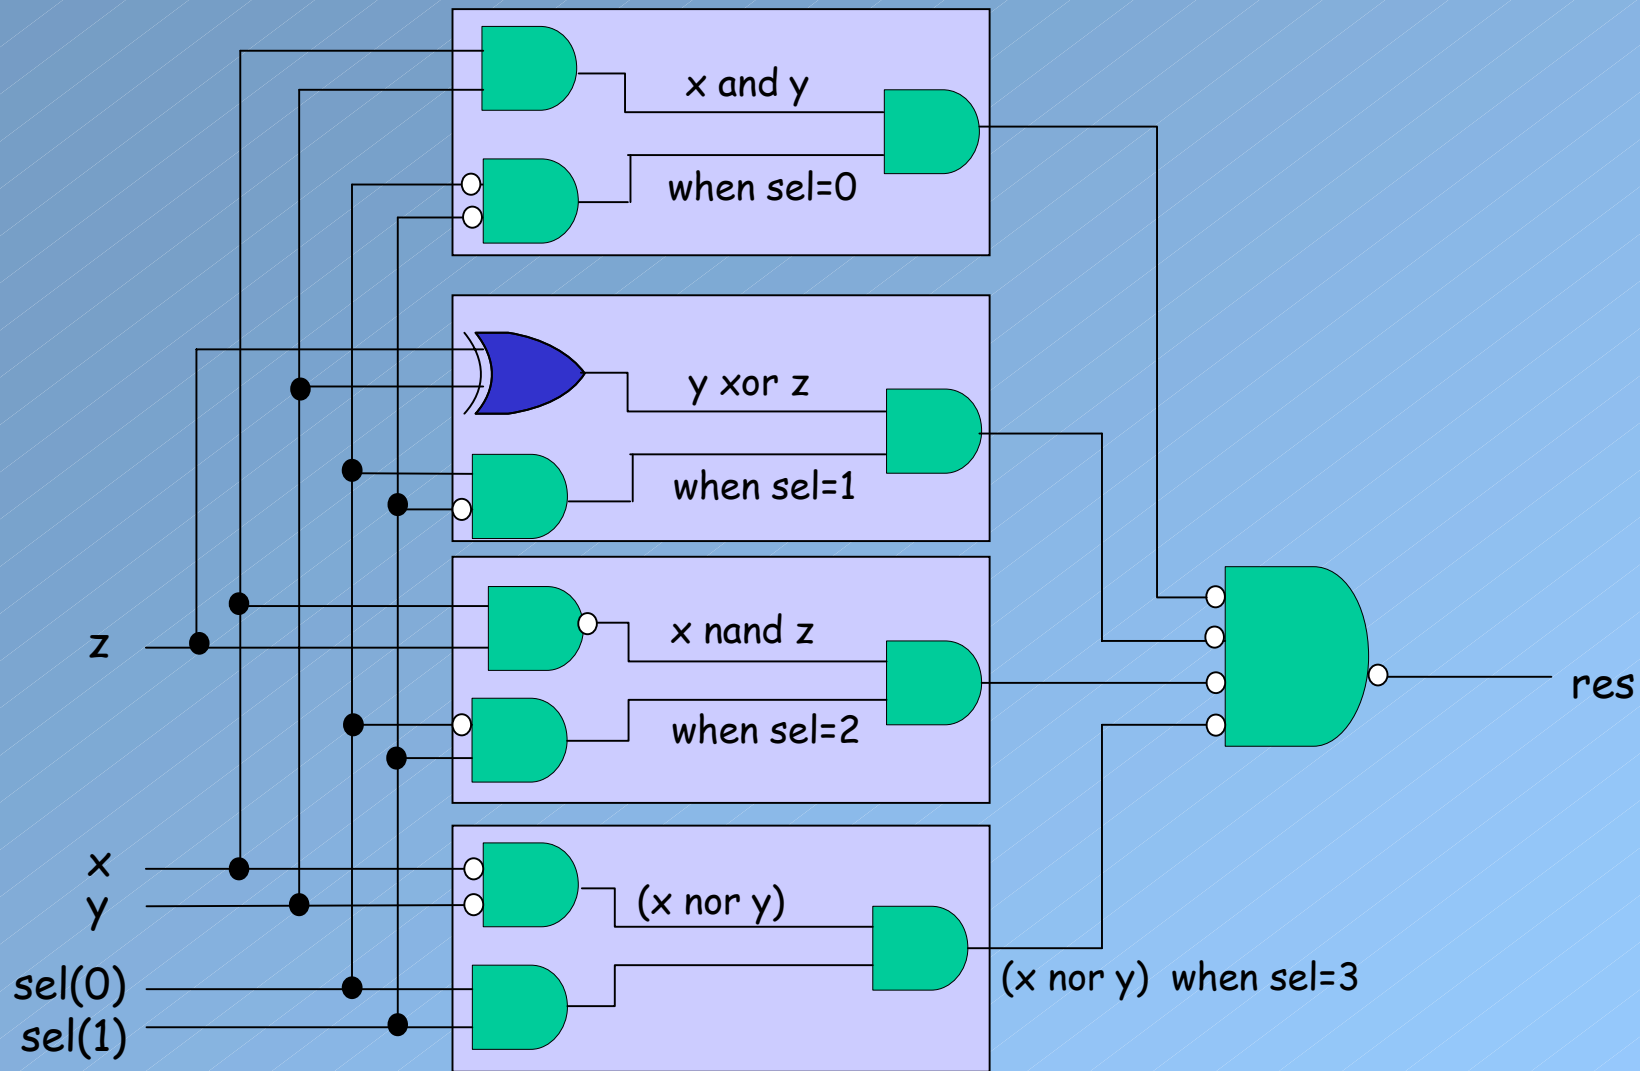 x and y
when sel=0
y xor z
when sel=1
z
x nand z
when sel=2
res
x
y
(x nor y)
sel(0)
sel(1)
(x nor y) when sel=3